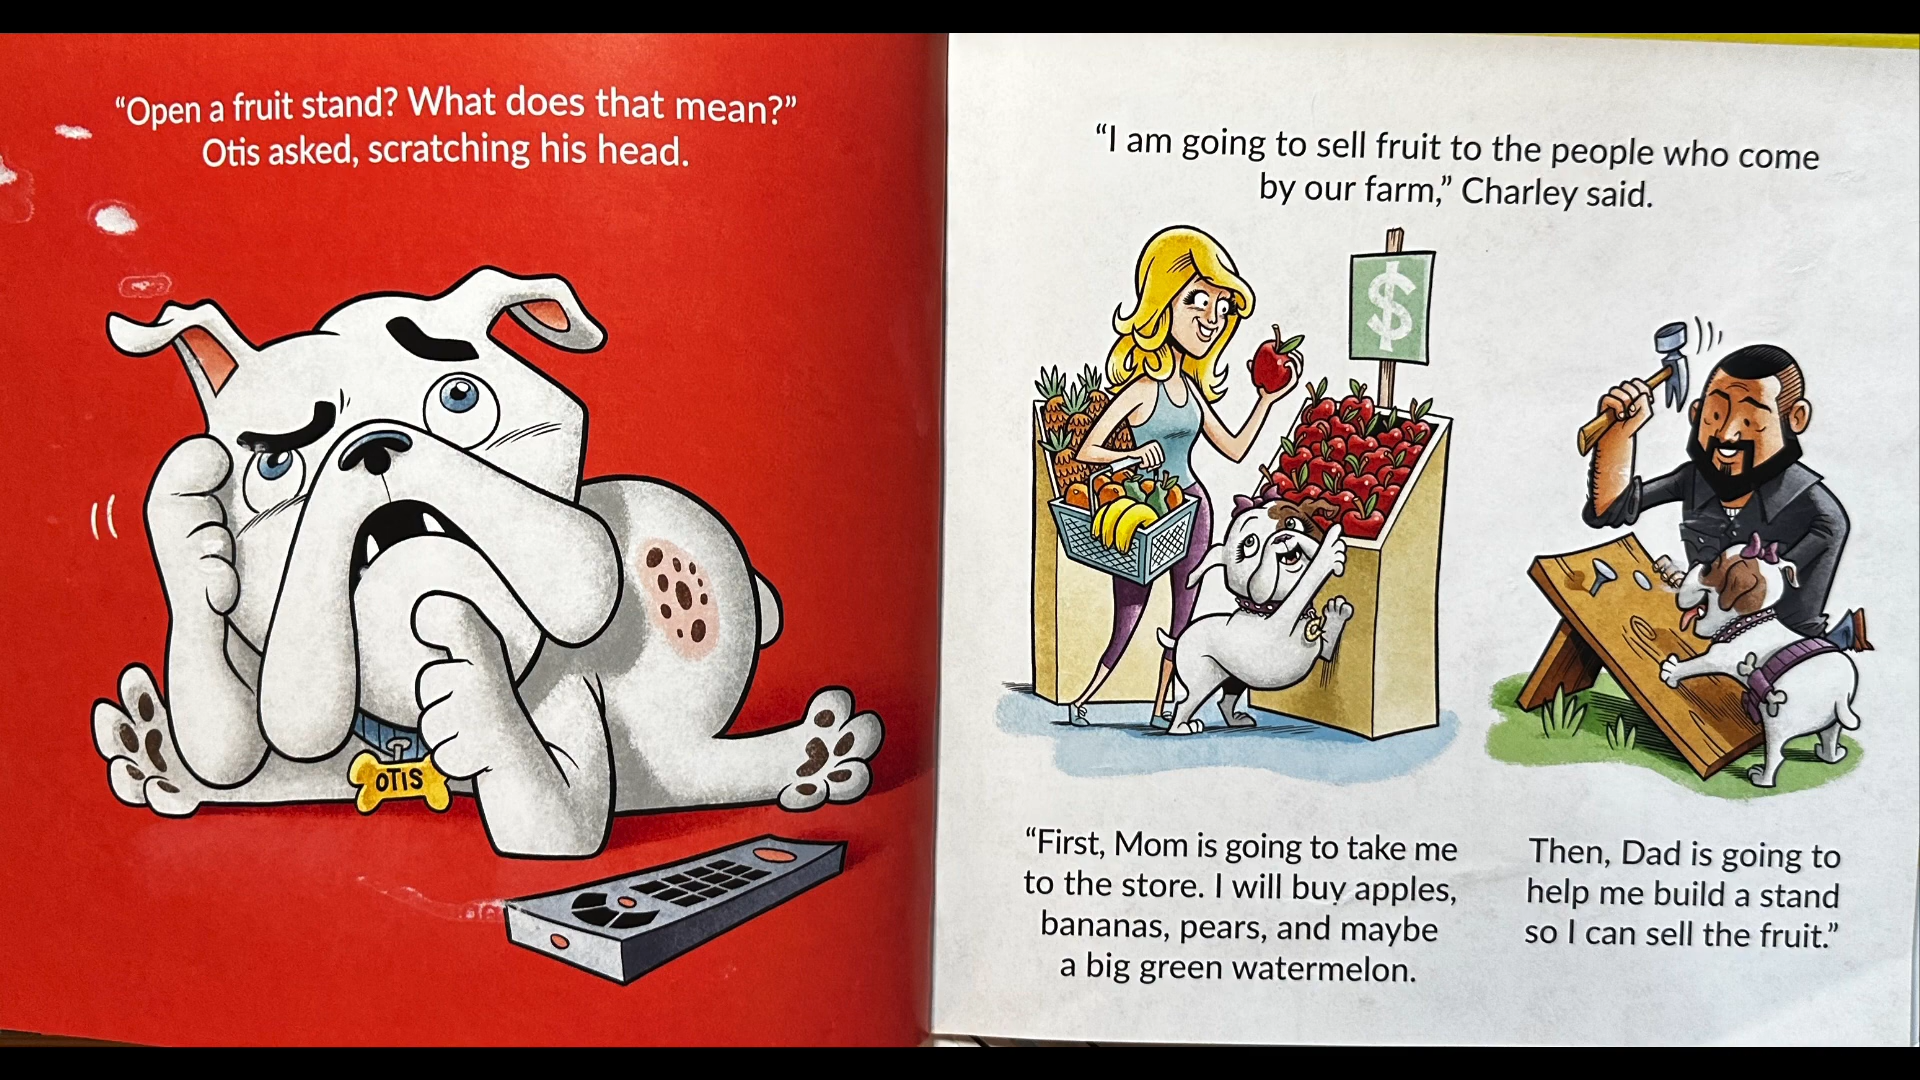 “Open a fruit stand? What does that mean?”
Otis asked, scratching his head.
OTIS
“I am going to sell fruit to the people who come
by our farm,” Charley said.
$
“First, Mom is going to take me
to the store. I will buy apples,
bananas, pears, and maybe
a big green watermelon.
Then, Dad is going to
help me build a stand
so I can sell the fruit.”